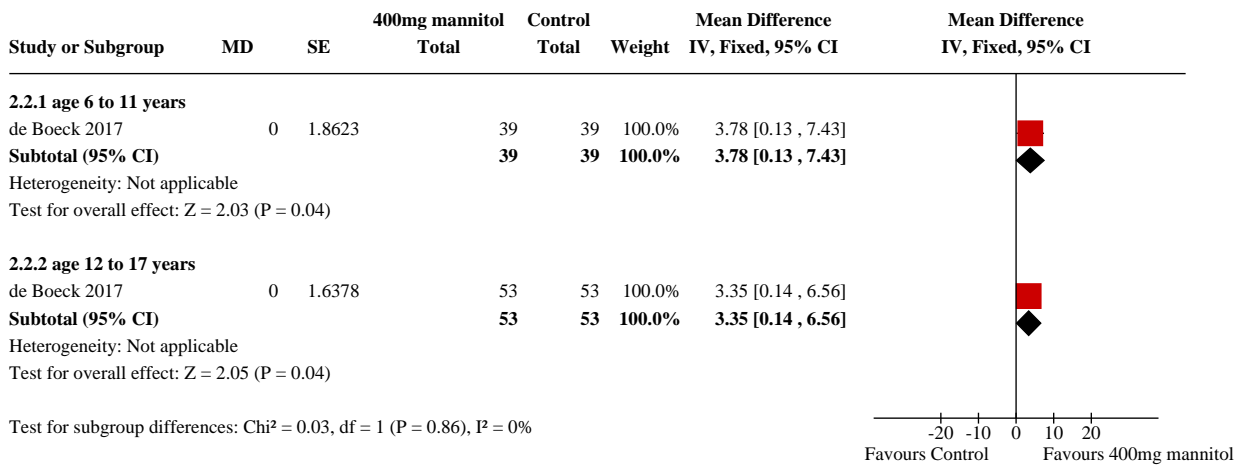 400mg mannitol Control Mean Difference Mean Difference
Study or Subgroup MD SE Total Total Weight IV, Fixed, 95% CI IV, Fixed, 95% CI
2.2.1 age 6 to 11 years
de Boeck 2017 0 1.8623 39 39 100.0% 3.78 [0.13 , 7.43]
Subtotal (95% CI) 39 39 100.0% 3.78 [0.13 , 7.43]
Heterogeneity: Not applicable
Test for overall effect: Z = 2.03 (P = 0.04)
2.2.2 age 12 to 17 years
de Boeck 2017 0 1.6378 53 53 100.0% 3.35 [0.14 , 6.56]
Subtotal (95% CI) 53 53 100.0% 3.35 [0.14 , 6.56]
Heterogeneity: Not applicable
Test for overall effect: Z = 2.05 (P = 0.04)
Test for subgroup differences: Chi² = 0.03, df = 1 (P = 0.86), I² = 0%
-20 -10 0 10 20
Favours Control Favours 400mg mannitol